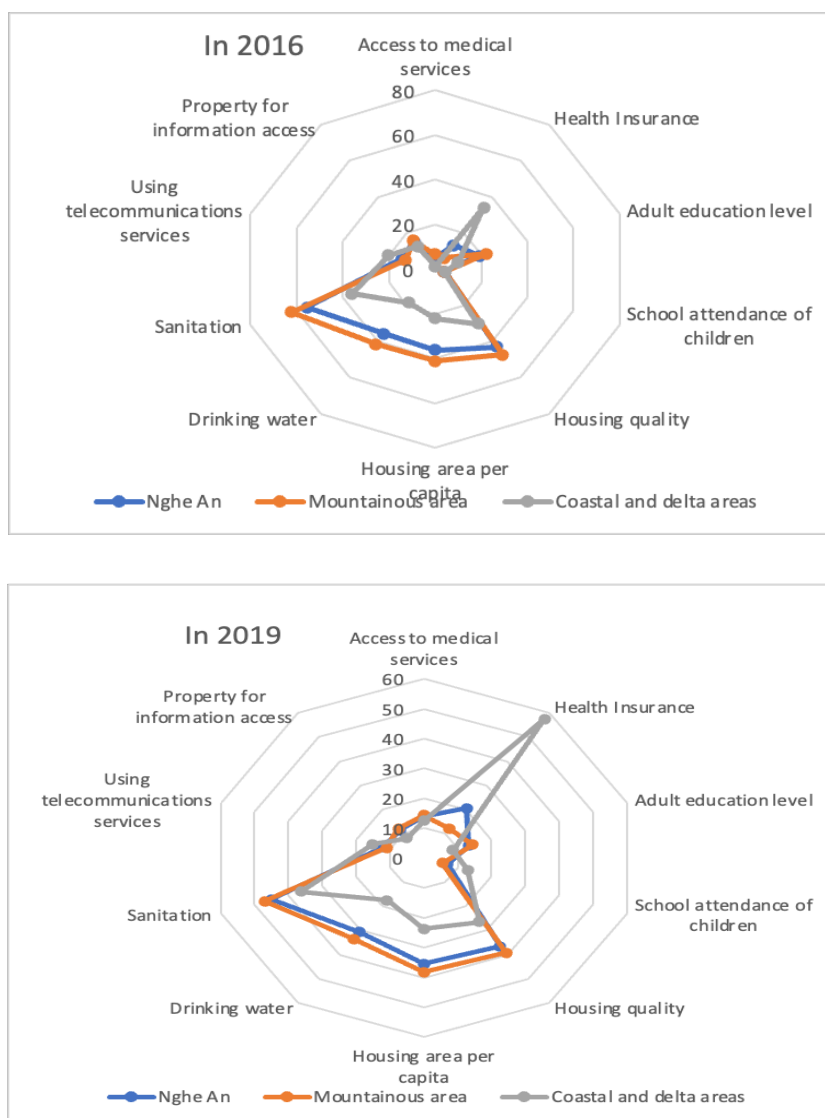 In 2016
Access to medical
services
80
60
40
20
0
Health Insurance
Adult education level
School attendance of
children
Housing quality
Housing area per
capita
Drinking water
Sanitation
Using
telecommunications
services
Property for
information access
Nghe An
Mountainous area
Coastal and delta areas
In 2019
Access to medical
services
60
50
40
30
20
10
0
Health Insurance
Adult education level
School attendance of
children
Housing quality
Housing area per
capita
Drinking water
Sanitation
Using
telecommunications
services
Property for
information access
Nghe An
Mountainous area
Coastal and delta areas